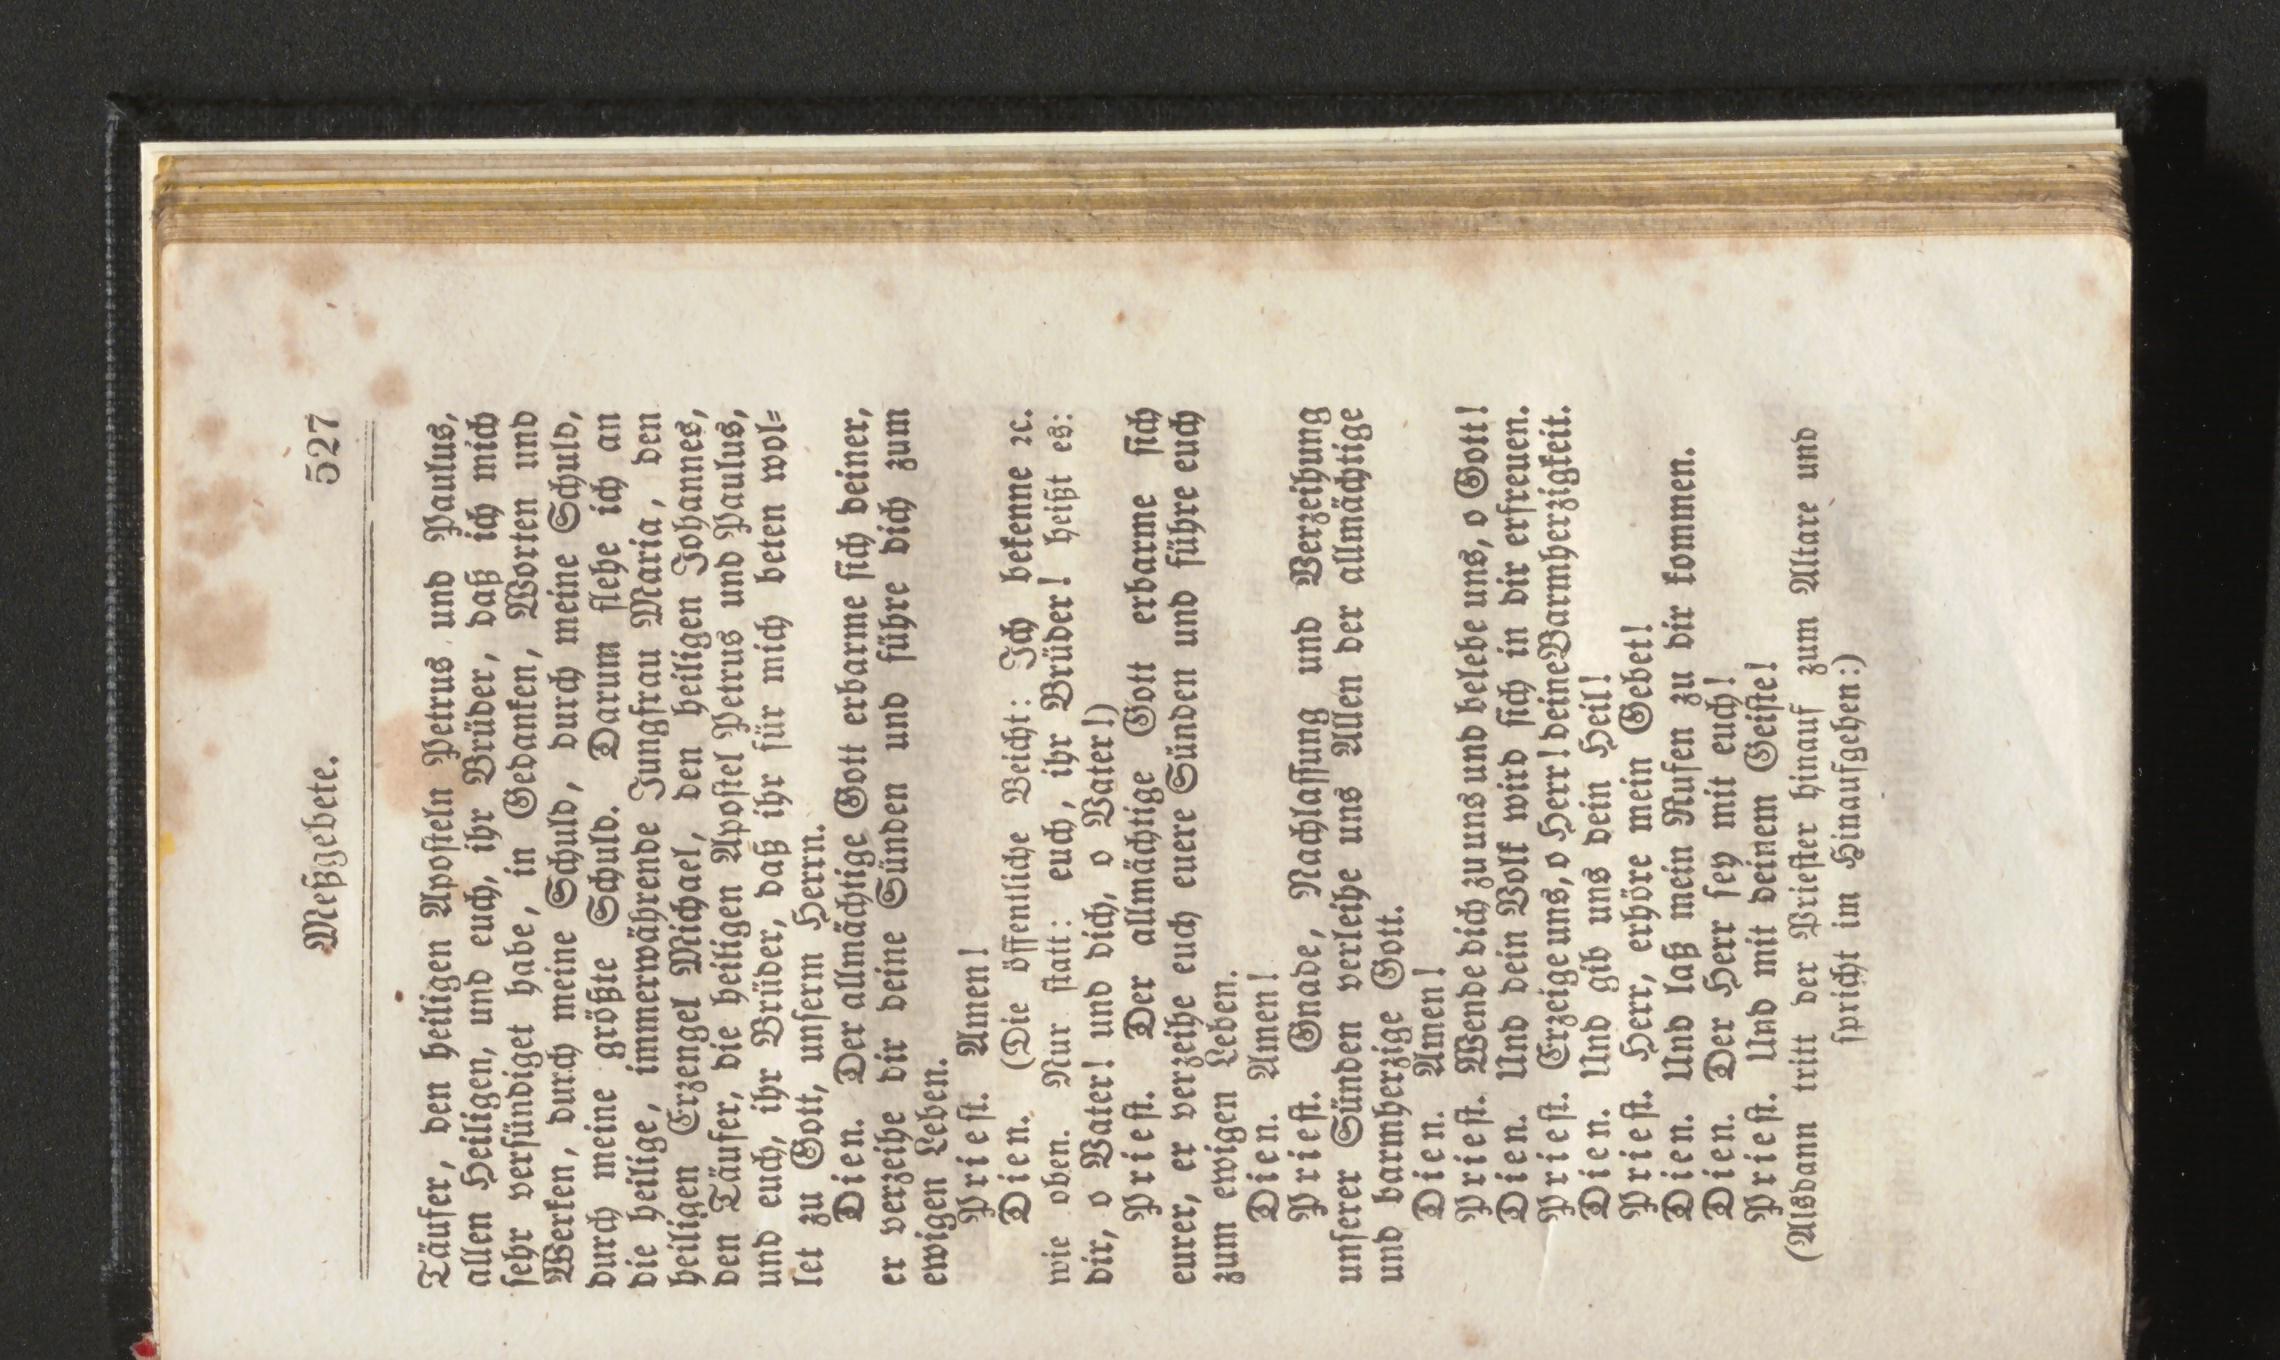 Meßgebete. 527
Täufer, den heiligen Aposteln Petrus und Paulus,
allen Heiligen, und euch, ihr Brüder, daß ich mich
sehr versündiget habe, in Gedanken, Worten und
Werken, durch meine Schuld, durch meine Schuld,
durch meine größte Schuld. Darum flehe ich an
die heilige, immerwährende Jungfrau Maria, den
heiligen Erzengel Michael, den heiligen Johannes,
den Täufer, die heiligen Apostel Petrus und Paulus,
und euch, ihr Brüder, daß ihr für mich beten wol=
let zu Gott, unserm Herrn.
Dien. Der allmächtige Gott erbarme sich deiner,
er verzeihe dir deine Sünden und führe dich zum
ewigen Leben.
Priest. Amen!
Dien. (Die öffentliche Beicht: Ich bekenne ꝛc.
wie oben. Nur statt: euch, ihr Brüder! heißt es:
dir, o Vater! und dich, o Vater!)
Priest. Der allmächtige Gott erbarme sich
eurer, er verzeihe euch euere Sünden und führe euch
zum ewigen Leben.
Dien. Amen!
Priest. Gnade, Nachlassung und Verzeihung
unserer Sünden verleihe uns Allen der allmächtige
und barmherzige Gott.
Dien. Amen!
Priest. Wende dich zu uns und belebe uns, o Gott!
Dien. Und dein Volk wird sich in dir erfreuen.
Priest. Erzeige uns, o Herr! deine Barmherzigkeit.
Dien. Und gib uns dein Heil!
Priest. Herr, erhöre mein Gebet!
Dien. Und laß mein Rufen zu dir kommen.
Dien. Der Herr sey mit euch!
Priest. Und mit deinem Geiste!
(Alsdann tritt der Priester hinauf zum Altare und
spricht im Hinaufgehen:)